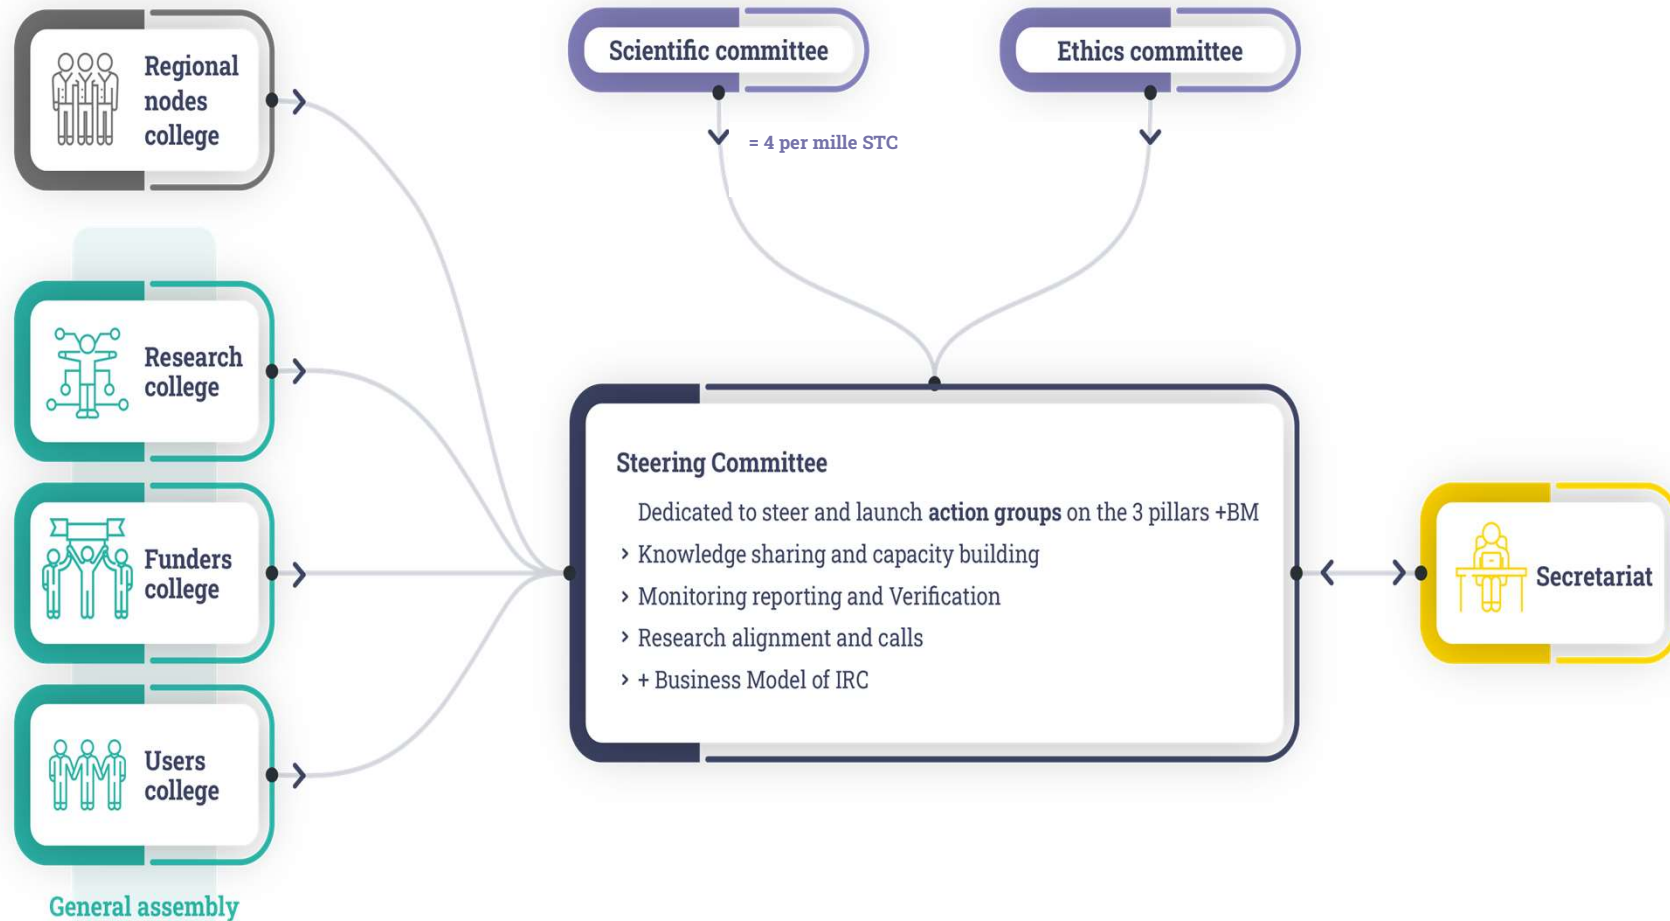 Regional
nodes
college
Scientific committee
Ethics committee
= 4 per mille STC
Research
college
Funders
college
Users
college
General assembly
Steering Committee
Dedicated to steer and launch action groups on the 3 pillars +BM
› Knowledge sharing and capacity building
› Monitoring reporting and Verification
› Research alignment and calls
› + Business Model of IRC
Secretariat